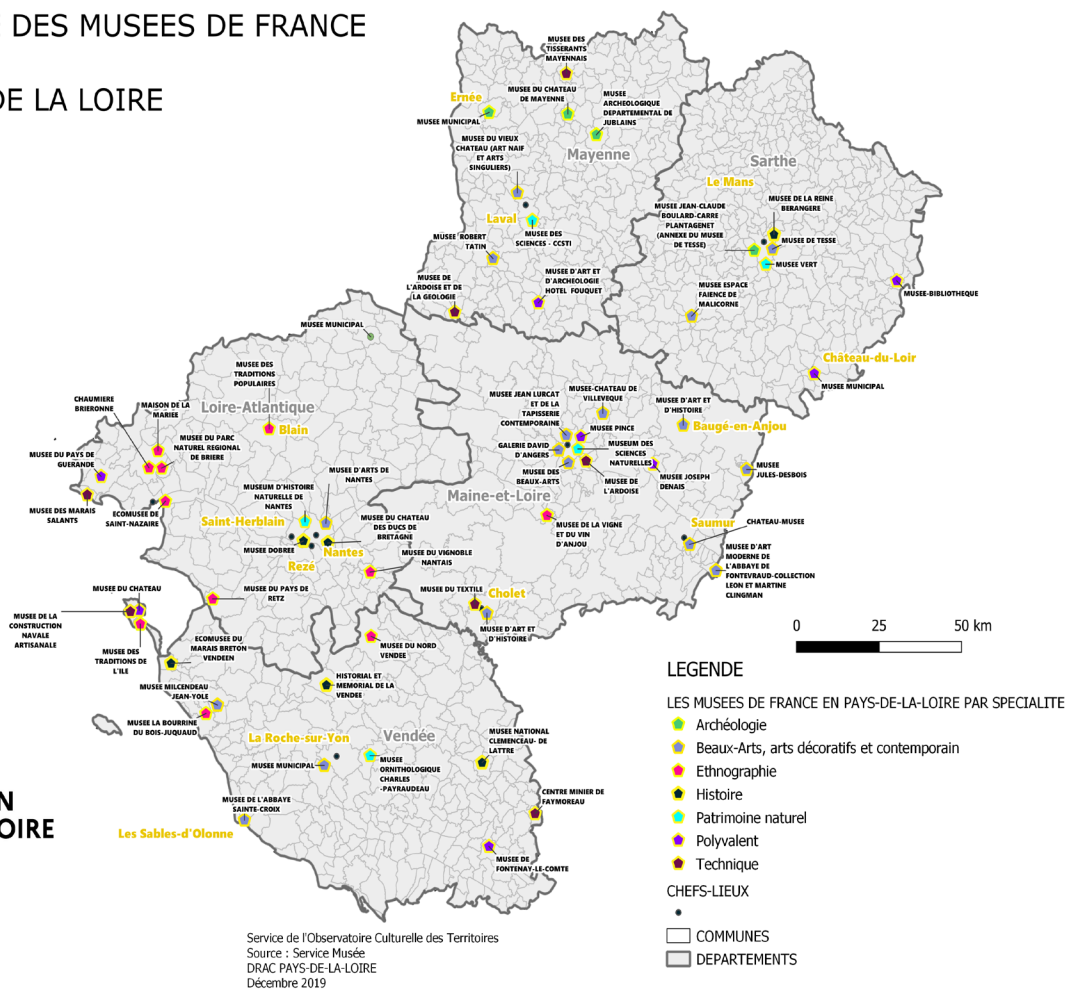 DES MUSEES DE FRANCE
DE LA LOIRE
MUSEE DES
TISSERANTS
MAYENNAIS
MUSEE DU CHATEAU
DE MAYENNE
MUSEE
ARCHEOLOGIQUE
DEPARTEMENTAL DE
JUBLAINS
Ernée
MUSEE MUNICIPAL
MUSEE DU VIEUX
CHATEAU (ART NAIF
ET ARTS
SINGULIERS)
Mayenne
Laval
MUSEE DES
SCIENCES - CCSTI
MUSEE ROBERT
TATIN
MUSEE DE
L'ARDOISE ET DE
LA GEOLOGIE
MUSEE D'ART ET
D'ARCHEOLOGIE
HOTEL FOUQUET
Sarthe
Le Mans
MUSEE DE LA REINE
BERANGERE
MUSEE JEAN-CLAUDE
BOULARD-CARRE
PLANTAGENET
(ANNEXE DU MUSEE
DE TESSE)
MUSEE DE TESSE
MUSEE VERT
MUSEE ESPACE
FAIENCE DE
MALICORNE
MUSEE-BIBLIOTHEQUE
Château-du-Loir
MUSEE MUNICIPAL
MUSEE MUNICIPAL
MUSEE DES
TRADITIONS
POPULAIRES
Loire-Atlantique
Blain
CHAUMIERE
BRIERONNE
MAISON DE LA
MARIEE
MUSEE DU PARC
NATUREL REGIONAL
DE BRIERE
MUSEE DU PAYS DE
GUERANDE
MUSEE DES MARAIS
SALANTS
ECOMUSEE DE
SAINT-NAZAIRE
MUSEUM D'HISTOIRE
NATURELLE DE
NANTES
MUSEE D'ARTS DE
NANTES
Saint-Herblain
MUSEE DOBREE
Nantes
Rezé
MUSEE DU CHATEAU
DES DUCS DE
BRETAGNE
MUSEE DU VIGNOBLE
NANTAIS
MUSEE DU PAYS DE
RETZ
MUSEE-CHATEAU DE
VILLEVEQUE
MUSEE JEAN LURCAT
ET DE LA
TAPISSERIE
CONTEMPORAINE
MUSEE D'ART ET
D'HISTOIRE
Baugé-en-Anjou
MUSEE PINCE
GALERIE DAVID
D'ANGERS
MUSEUM DES
SCIENCES
NATURELLES
MUSEE DES
BEAUX-ARTS
MUSEE DE
L'ARDOISE
MUSEE JOSEPH
DENAIS
MUSEE
JULES-DESBOIS
Maine-et-Loire
MUSEE DE LA VIGNE
ET DU VIN
D'ANJOU
Saumur
CHATEAU-MUSEE
MUSEE D'ART
MODERNE DE
L'ABBAYE DE
FONTEVRAUD-COLLECTION
LEON ET MARTINE
CLINGMAN
MUSEE DU TEXTILE
Cholet
MUSEE D'ART ET
D'HISTOIRE
MUSEE DU CHATEAU
MUSEE DE LA
CONSTRUCTION
NAVALE
ARTISANALE
MUSEE DES
TRADITIONS DE
L'ILE
ECOMUSEE DU
MARAIS BRETON
VENDEEN
MUSEE DU NORD
VENDEE
HISTORIAL ET
MEMORIAL DE LA
VENDEE
MUSEE MILCENDEAU
JEAN-YOLE
MUSEE LA BOURRINE
DU BOIS-JUQUAUD
La Roche-sur-Yon
Vendée
MUSEE MUNICIPAL
MUSEE
ORNITHOLOGIQUE
CHARLES
-PAYRAUDEAU
MUSEE NATIONAL
CLEMENCEAU- DE
LATTRE
CENTRE MINIER DE
FAYMOREAU
MUSEE DE L'ABBAYE
SAINTE-CROIX
Les Sables-d'Olonne
MUSEE DE
FONTENAY-LE-COMTE
N
OIRE
0 25 50 km
LEGENDE
LES MUSEES DE FRANCE EN PAYS-DE-LA-LOIRE PAR SPECIALITE
Archéologie
Beaux-Arts, arts décoratifs et contemporain
Ethnographie
Histoire
Patrimoine naturel
Polyvalent
Technique
CHEFS-LIEUX
COMMUNES
DEPARTEMENTS
Service de l'Observatoire Culturelle des Territoires
Source : Service Musée
DRAC PAYS-DE-LA-LOIRE
Décembre 2019